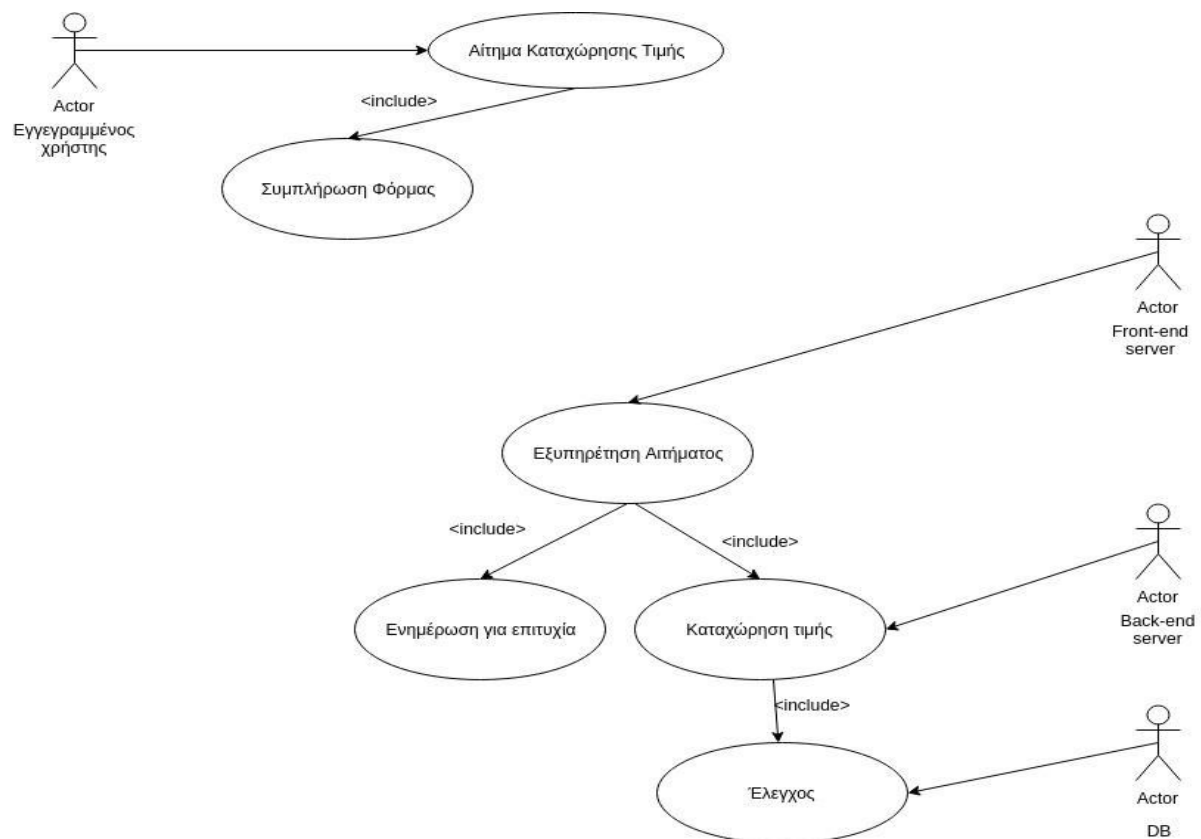 Αίτημα Καταχώρησης Τιμής
Actor
Εγγεγραμμένος
χρήστης
<include>
Συμπλήρωση Φόρμας
Actor
Front-end
server
Εξυπηρέτηση Αιτήματος
<include>
<include>
Actor
Back-end
server
Ενημέρωση για επιτυχία
Καταχώρηση τιμής
<include>
Έλεγχος
Actor
DB